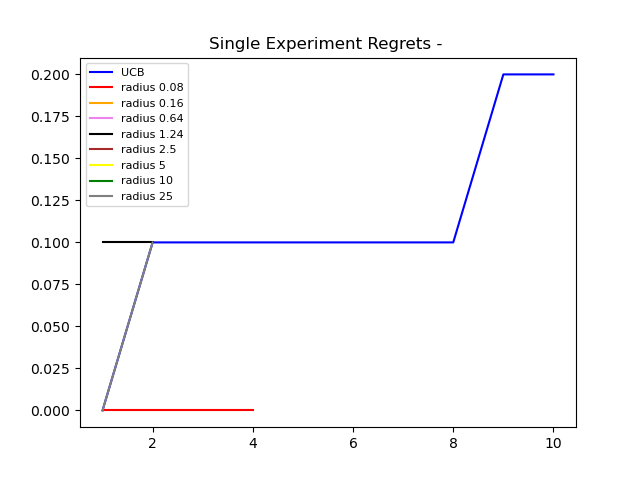 Single Experiment Regrets -
0.200
0.175
0.150
0.125
0.100
0.075
0.050
0.025
0.000
UCB
radius 0.08
radius 0.16
radius 0.64
radius 1.24
radius 2.5
radius 5
radius 10
radius 25
2
4
6
8
10